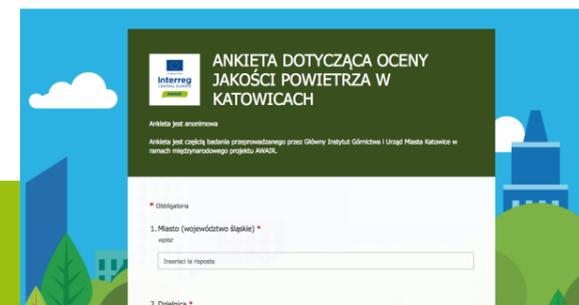 Interreg
CENTRAL EUROPE
AWAIR
ANKIETA DOTYCZĄCA OCENY
JAKOŚCI POWIETRZA W
KATOWICACH
Ankieta jest anonimowa
Ankieta jest częścią badania przeprowadzanego przez Główny Instytut Górnictwa i Urząd Miasta Katowice w
ramach międzynarodowego projektu AWAIR.
* Obbligatoria
1. Miasto (województwo śląskie) *
wpisz
Inserisci la risposta
2. Dzielnica *